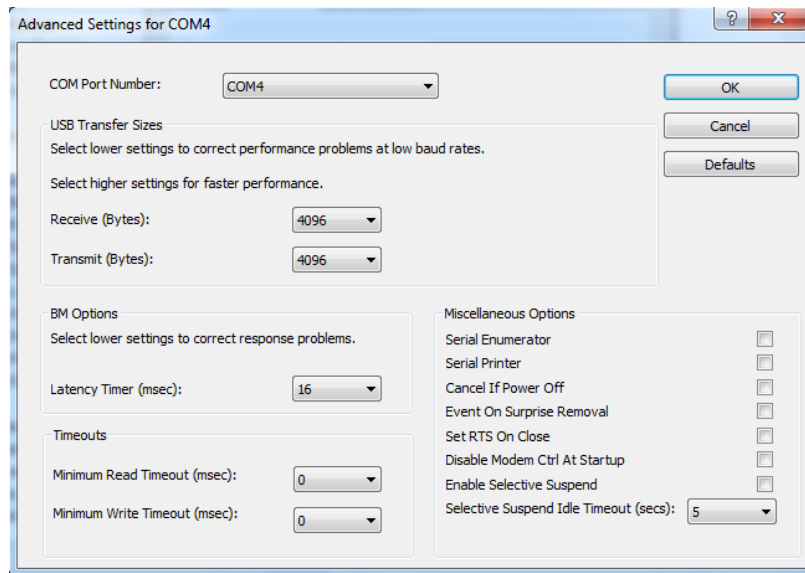 Advanced Settings for COM4
COM Port Number: COM4
OK
USB Transfer Sizes
Cancel
Select lower settings to correct performance problems at low baud rates.
Defaults
Select higher settings for faster performance.
Receive (Bytes): 4096
Transmit (Bytes): 4096
BM Options
Select lower settings to correct response problems.
Latency Timer (msec): 16
Timeouts
Minimum Read Timeout (msec): 0
Minimum Write Timeout (msec): 0
Miscellaneous Options
Serial Enumerator
Serial Printer
Cancel If Power Off
Event On Surprise Removal
Set RTS On Close
Disable Modem Ctrl At Startup
Enable Selective Suspend
Selective Suspend Idle Timeout (secs): 5